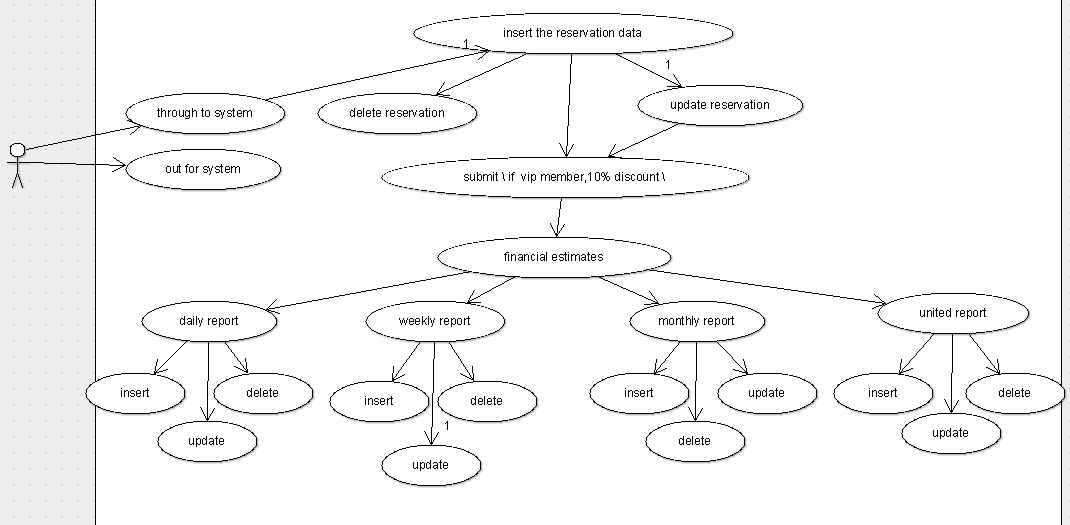 insert the reservation data
1
1
through to system
delete reservation
update reservation
out for system
submit \ if  vip member,10% discount \
financial estimates
daily report
weekly report
monthly report
united report
insert
delete
update
insert
delete
1
update
insert
update
delete
insert
delete
update